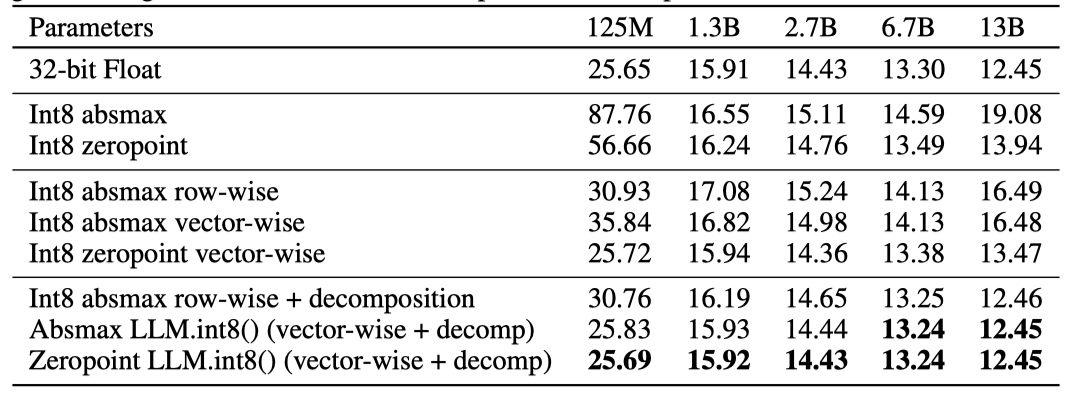 Parameters 125M 1.3B 2.7B 6.7B 13B
32-bit Float 25.65 15.91 14.43 13.30 12.45
Int8 absmax 87.76 16.55 15.11 14.59 19.08
Int8 zeropoint 56.66 16.24 14.76 13.49 13.94
Int8 absmax row-wise 30.93 17.08 15.24 14.13 16.49
Int8 absmax vector-wise 35.84 16.82 14.98 14.13 16.48
Int8 zeropoint vector-wise 25.72 15.94 14.36 13.38 13.47
Int8 absmax row-wise + decomposition 30.76 16.19 14.65 13.25 12.46
Absmax LLM.int8() (vector-wise + decomp) 25.83 15.93 14.44 13.24 12.45
Zeropoint LLM.int8() (vector-wise + decomp) 25.69 15.92 14.43 13.24 12.45